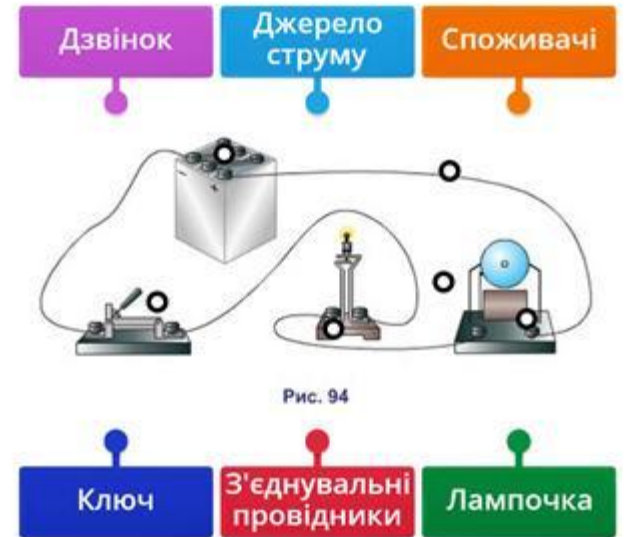 Дзвінок
Джерело
струму
Споживачі
−
+
Рис. 94
Ключ
З'єднувальні
провідники
Лампочка